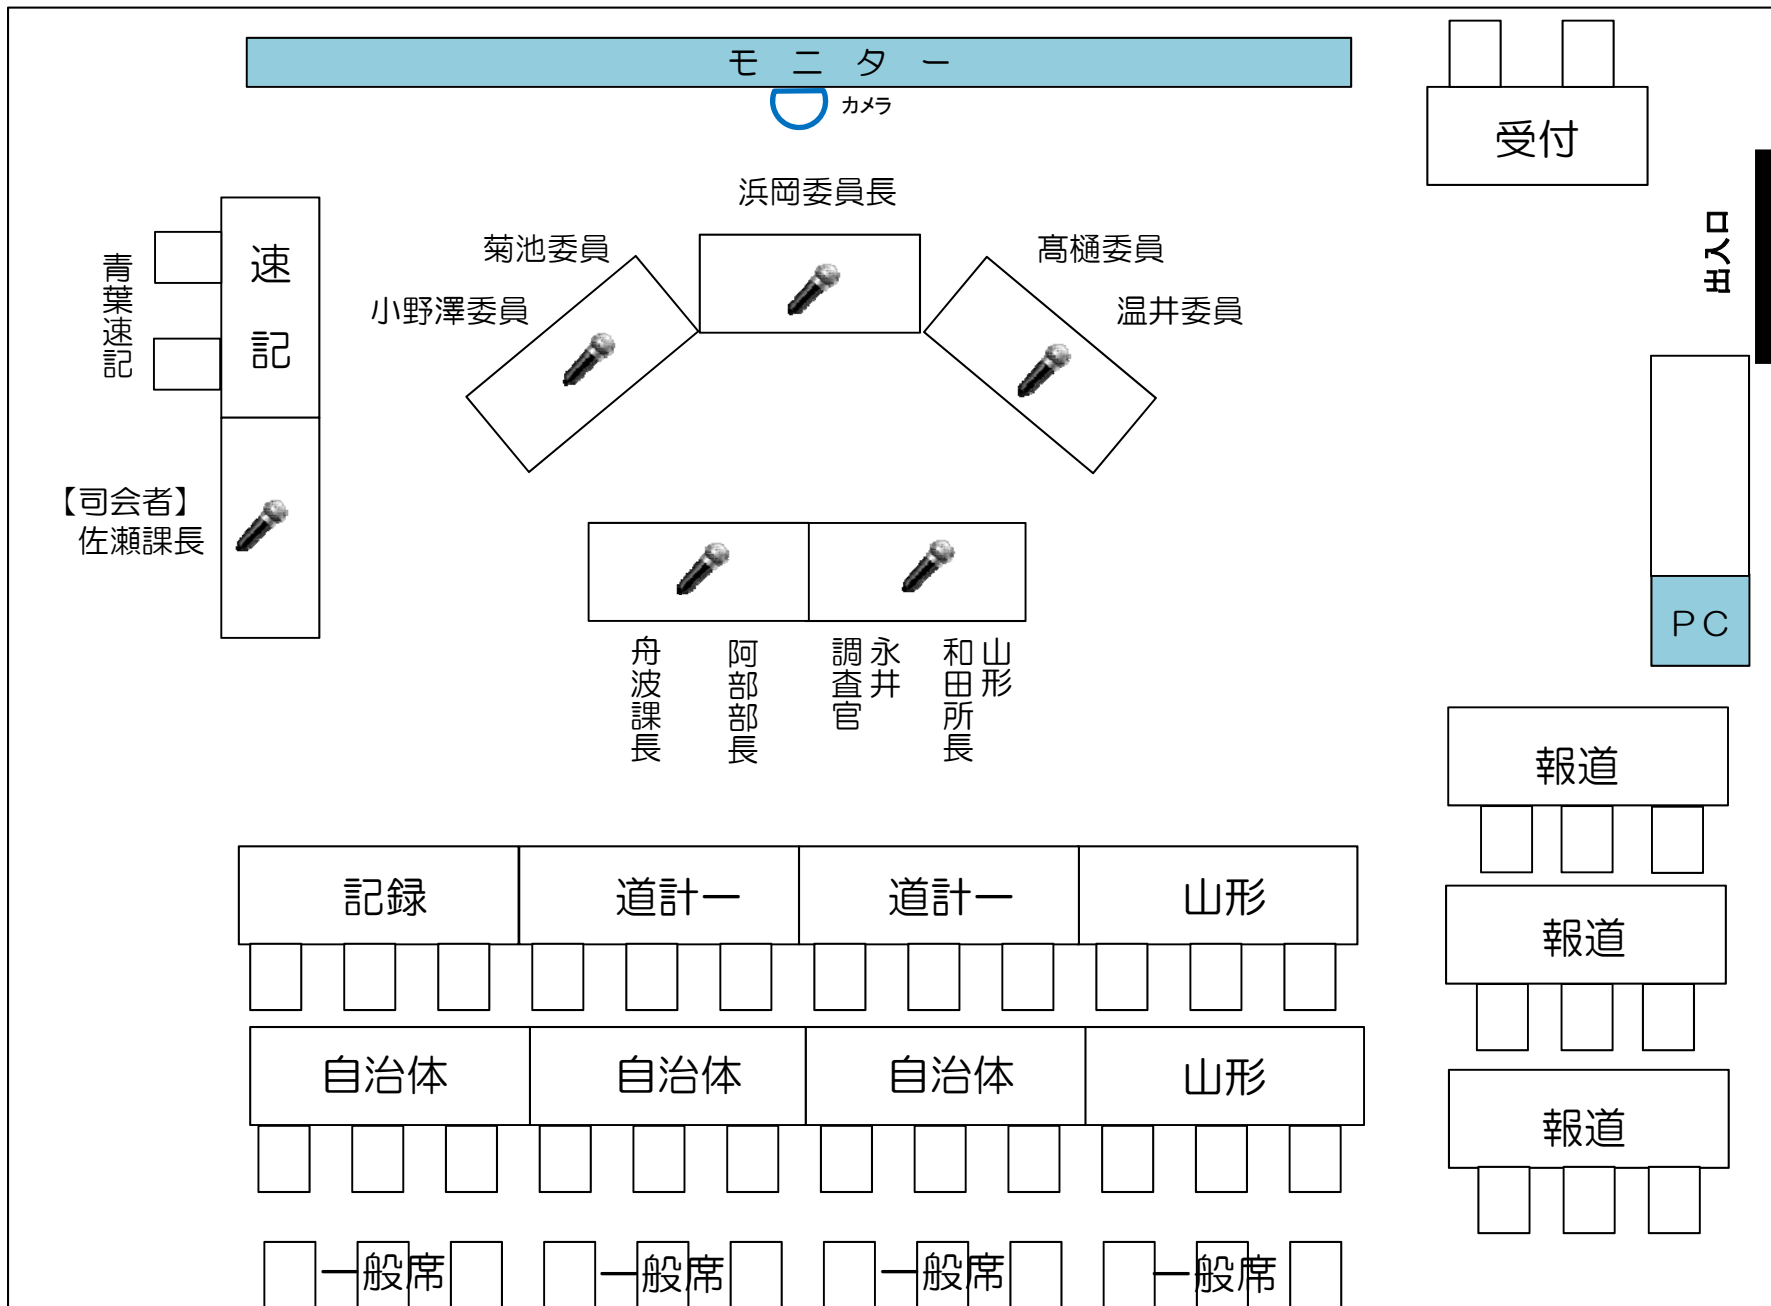 モニター
カメラ
受付
出入口
浜岡委員長
菊池委員
小野澤委員
髙樋委員
温井委員
青葉速記
速記
【司会者】
佐瀬課長
舟波課長
阿部部長
永井
調査官
山形
和田所長
PC
報道
報道
報道
記録
道計一
道計一
山形
自治体
自治体
自治体
山形
一般席
一般席
一般席
一般席